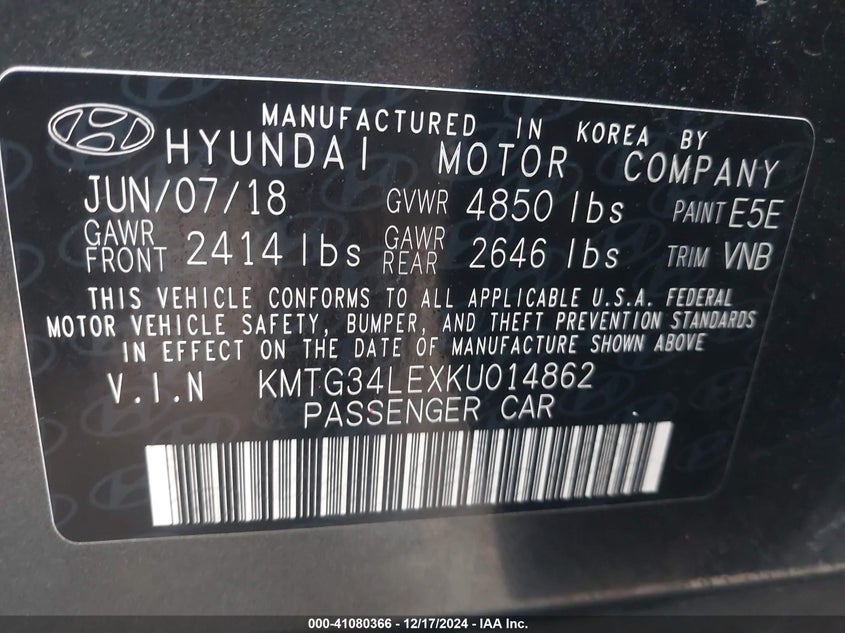 MANUFACTURED IN KOREA BY
HYUNDAI MOTOR COMPANY
JUN/07/18 GVWR 4850 lbs PAINT E5E
GAWR FRONT 2414 lbs GAWR REAR 2646 lbs TRIM VNB
THIS VEHICLE CONFORMS TO ALL APPLICABLE U.S.A. FEDERAL
MOTOR VEHICLE SAFETY, BUMPER, AND THEFT PREVENTION STANDARDS
IN EFFECT ON THE DATE OF MANUFACTURE SHOWN ABOVE
V.I.N KMTG34LEXKU014862
PASSENGER CAR
000-41080366 - 12/17/2024 - IAA Inc.